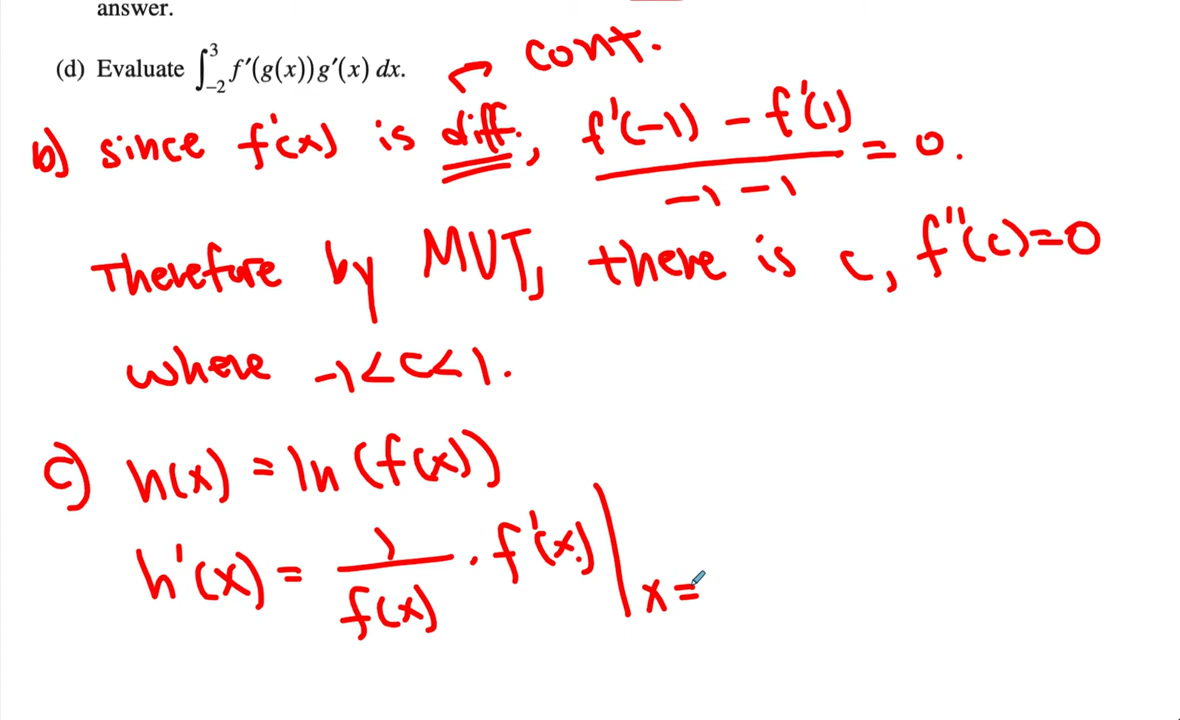 answer.
(d) Evaluate ∫_{-2}^{3} f′(g(x))g′(x) dx.
cont.
b) since f'(x) is diff., (f'(-1) - f'(1))/(-1 - 1) = 0.
Therefore by MVT, there is c, f''(c)=0
where -1<c<1.
c) h(x) = ln(f(x))
h'(x) = 1/f(x) · f'(x)|x=